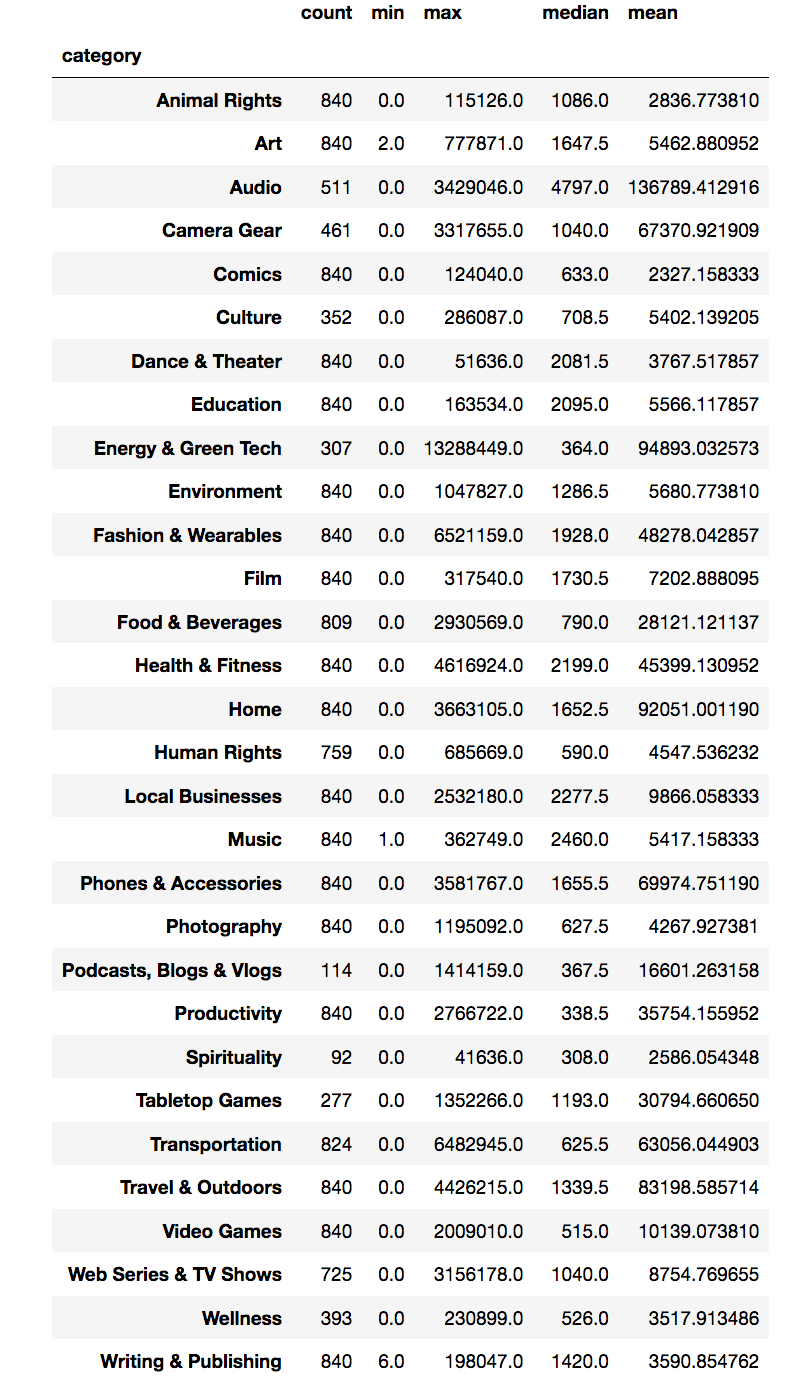 count min max median mean
category
Animal Rights 840 0.0 115126.0 1086.0 2836.773810
Art 840 2.0 777871.0 1647.5 5462.880952
Audio 511 0.0 3429046.0 4797.0 136789.412916
Camera Gear 461 0.0 3317655.0 1040.0 67370.921909
Comics 840 0.0 124040.0 633.0 2327.158333
Culture 352 0.0 286087.0 708.5 5402.139205
Dance & Theater 840 0.0 51636.0 2081.5 3767.517857
Education 840 0.0 163534.0 2095.0 5566.117857
Energy & Green Tech 307 0.0 13288449.0 364.0 94893.032573
Environment 840 0.0 1047827.0 1286.5 5680.773810
Fashion & Wearables 840 0.0 6521159.0 1928.0 48278.042857
Film 840 0.0 317540.0 1730.5 7202.888095
Food & Beverages 809 0.0 2930569.0 790.0 28121.121137
Health & Fitness 840 0.0 4616924.0 2199.0 45399.130952
Home 840 0.0 3663105.0 1652.5 92051.001190
Human Rights 759 0.0 685669.0 590.0 4547.536232
Local Businesses 840 0.0 2532180.0 2277.5 9866.058333
Music 840 1.0 362749.0 2460.0 5417.158333
Phones & Accessories 840 0.0 3581767.0 1655.5 69974.751190
Photography 840 0.0 1195092.0 627.5 4267.927381
Podcasts, Blogs & Vlogs 114 0.0 1414159.0 367.5 16601.263158
Productivity 840 0.0 2766722.0 338.5 35754.155952
Spirituality 92 0.0 41636.0 308.0 2586.054348
Tabletop Games 277 0.0 1352266.0 1193.0 30794.660650
Transportation 824 0.0 6482945.0 625.5 63056.044903
Travel & Outdoors 840 0.0 4426215.0 1339.5 83198.585714
Video Games 840 0.0 2009010.0 515.0 10139.073810
Web Series & TV Shows 725 0.0 3156178.0 1040.0 8754.769655
Wellness 393 0.0 230899.0 526.0 3517.913486
Writing & Publishing 840 6.0 198047.0 1420.0 3590.854762